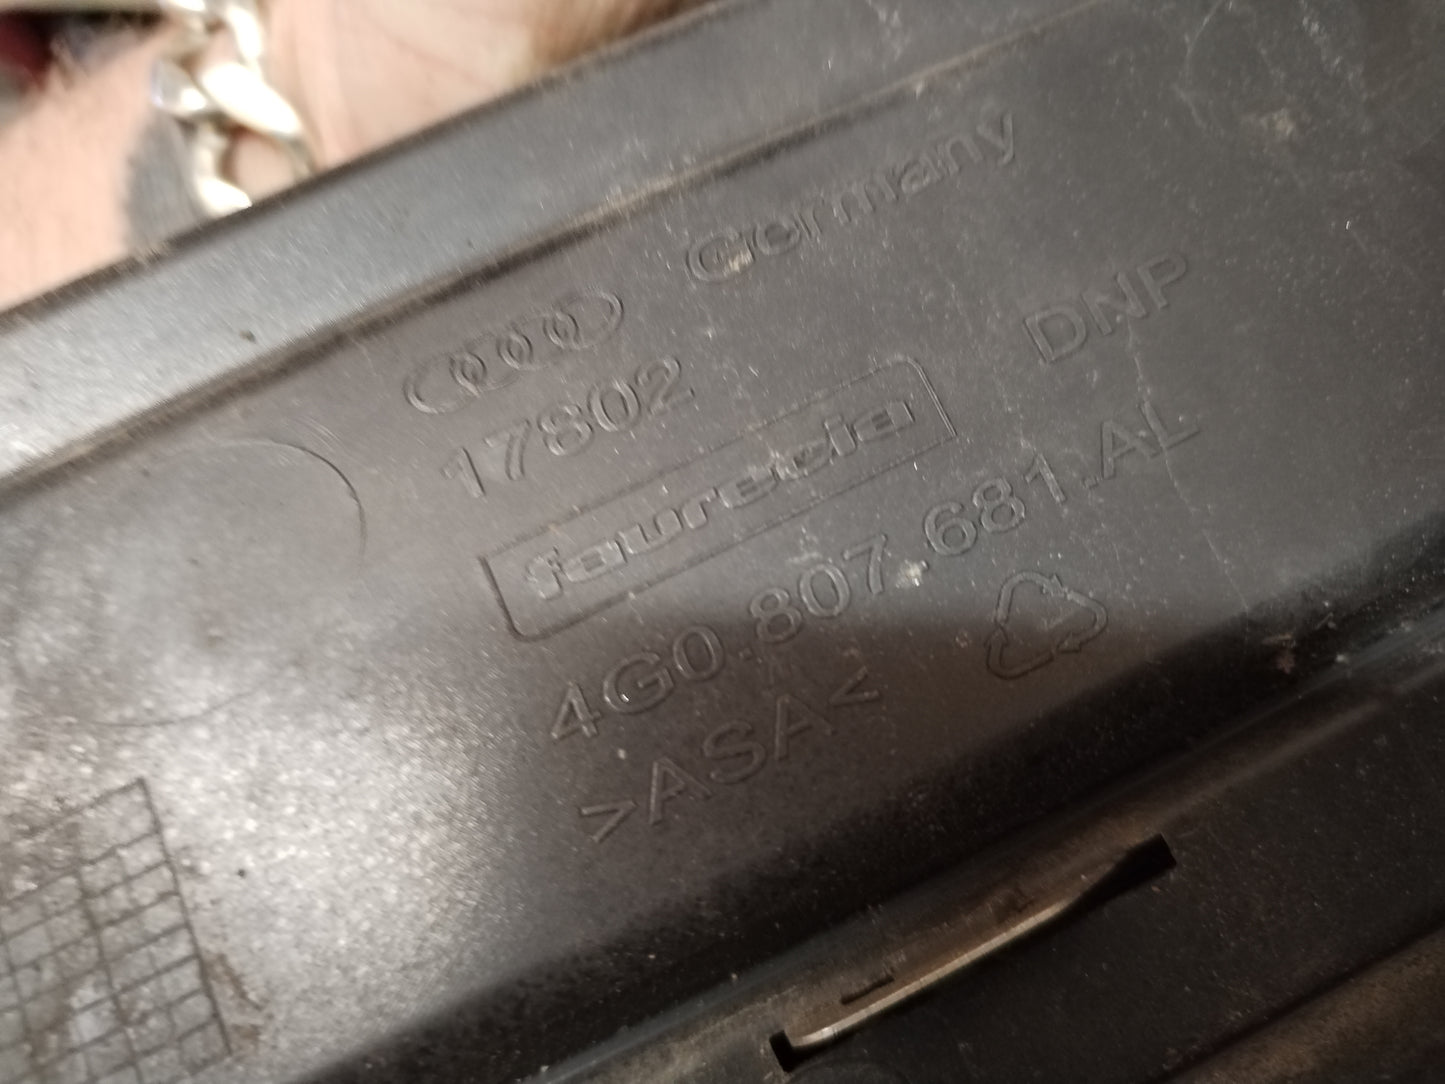 Germany
17802
DNP
faurecia
4G0.807.681.AL
>ASA<